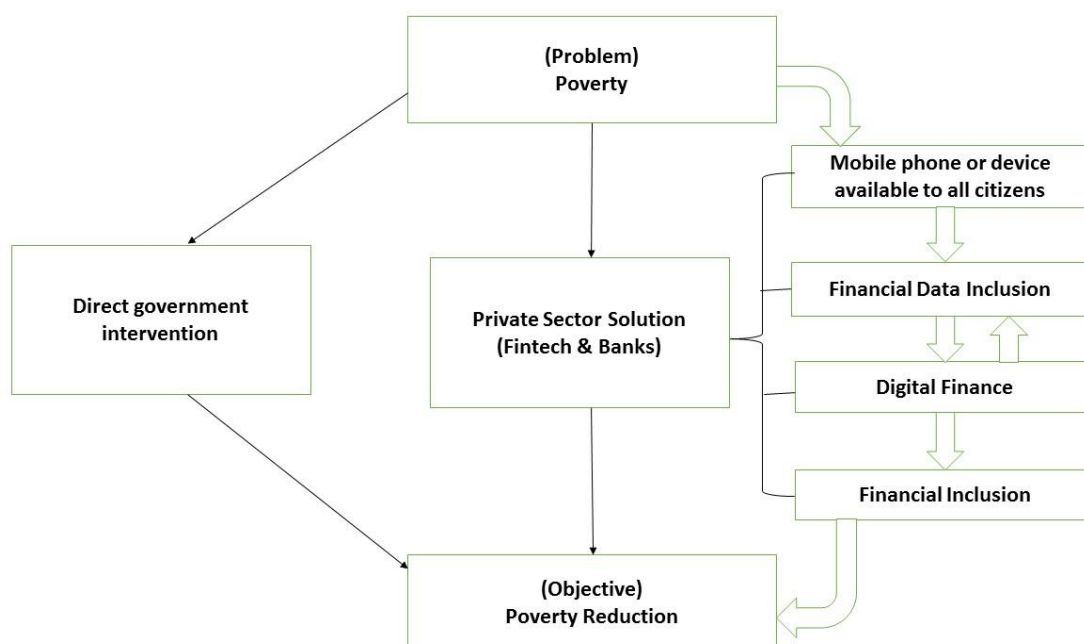 (Problem)
Poverty
Mobile phone or device
available to all citizens
Direct government
intervention
Private Sector Solution
(Fintech & Banks)
Financial Data Inclusion
Digital Finance
Financial Inclusion
(Objective)
Poverty Reduction